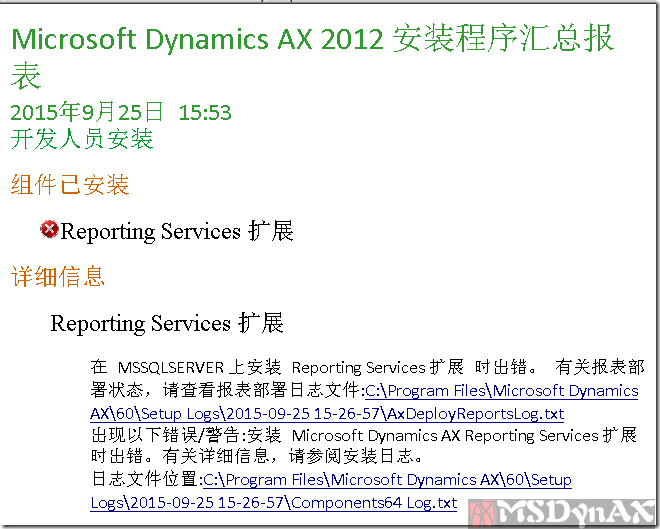 Microsoft Dynamics AX 2012 安装程序汇总报
表
2015年9月25日 15:53
开发人员安装
组件已安装
Reporting Services 扩展
详细信息
Reporting Services 扩展
在 MSSQLSERVER 上安装 Reporting Services 扩展 时出错。 有关报表部
署状态，请查看报表部署日志文件:C:\Program Files\Microsoft Dynamics
AX\60\Setup Logs\2015-09-25 15-26-57\AxDeployReportsLog.txt
出现以下错误/警告:安装 Microsoft Dynamics AX Reporting Services 扩展
时出错。有关详细信息，请参阅安装日志。
日志文件位置:C:\Program Files\Microsoft Dynamics AX\60\Setup
Logs\2015-09-25 15-26-57\Components64 Log.txt
MSDynAX